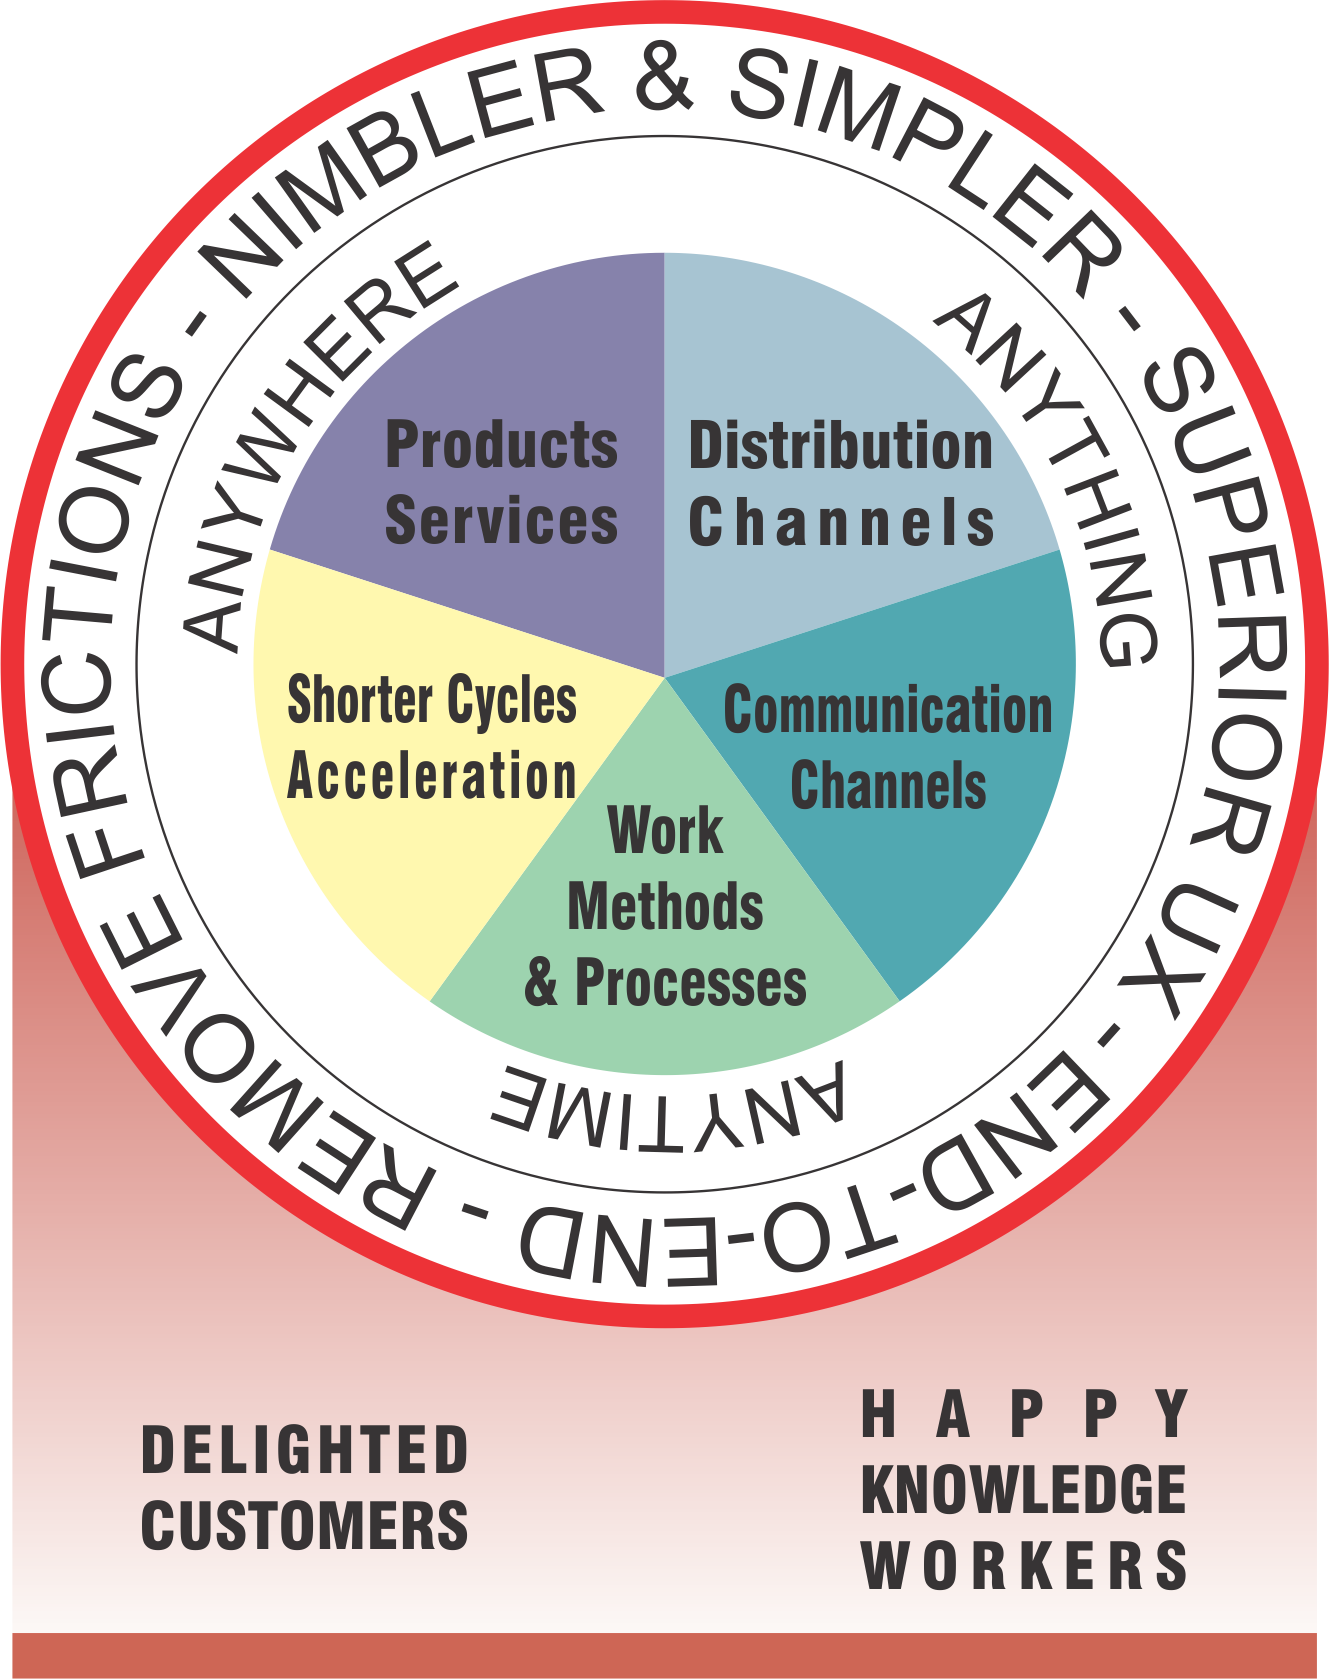 NIMBLER & SIMPLER - SUPERIOR UX - END-TO-END - REMOVE FRICTIONS -
ANYWHERE
ANYTHING
ANYTIME
Products
Services
Distribution
Channels
Shorter Cycles
Acceleration
Communication
Channels
Work
Methods
& Processes
DELIGHTED
CUSTOMERS
HAPPY
KNOWLEDGE
WORKERS